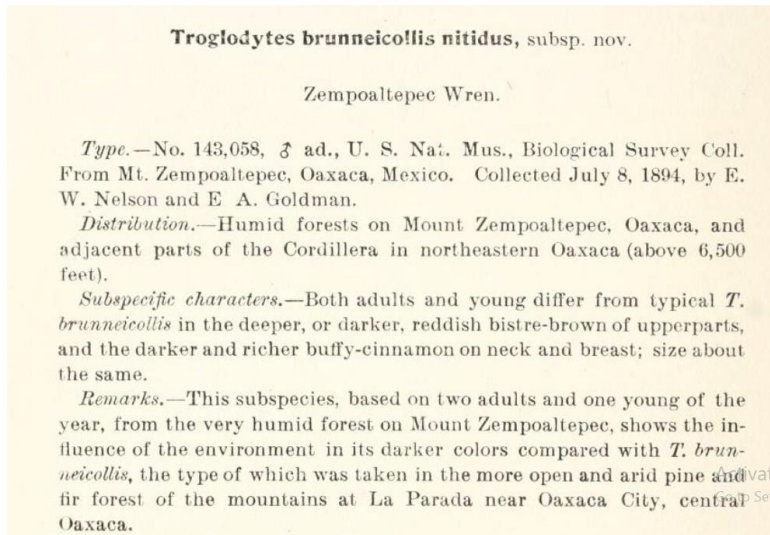 Troglodytes brunneicollis nitidus, subsp. nov.
Zempoaltepec Wren.
Type.—No. 143,058, ♂ ad., U. S. Nat. Mus., Biological Survey Coll.
From Mt. Zempoaltepec, Oaxaca, Mexico. Collected July 8, 1894, by E.
W. Nelson and E A. Goldman.
Distribution.—Humid forests on Mount Zempoaltepec, Oaxaca, and
adjacent parts of the Cordillera in northeastern Oaxaca (above 6,500
feet).
Subspecific characters.—Both adults and young differ from typical T.
brunneicollis in the deeper, or darker, reddish bistre-brown of upperparts,
and the darker and richer buffy-cinnamon on neck and breast; size about
the same.
Remarks.—This subspecies, based on two adults and one young of the
year, from the very humid forest on Mount Zempoaltepec, shows the in-
fluence of the environment in its darker colors compared with T. brun-
neicollis, the type of which was taken in the more open and arid pine and
fir forest of the mountains at La Parada near Oaxaca City, central
Oaxaca.